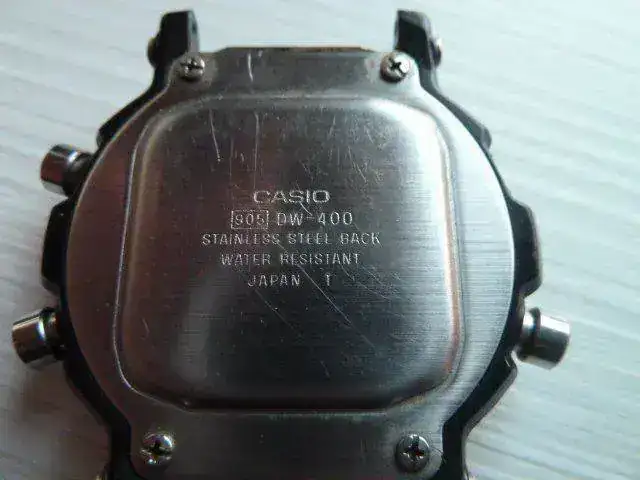 CASIO
905 DW-400
STAINLESS STEEL BACK
WATER RESISTANT
JAPAN T